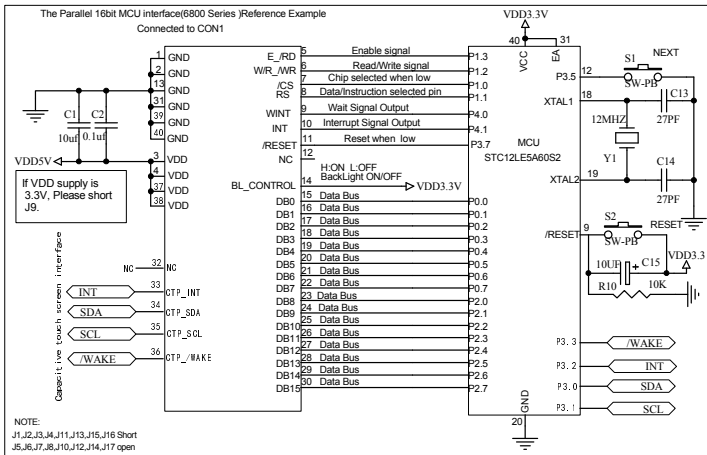 The Parallel 16bit MCU interface(6800 Series )Reference Example
Connected to CON1
VDD3.3V
40
31
VCC
EA
1 GND
2 GND
13 GND
31 GND
39 GND
40 GND
3 VDD
4 VDD
37 VDD
38 VDD
C1
10uf
C2
0.1uf
VDD5V
If VDD supply is
3.3V, Please short
J9.
E_/RD 5 Enable signal P1.3
W/R_/WR 6 Read/Write signal P1.2
/CS 7 Chip selected when low P1.0
RS 8 Data/Instruction selected pin P1.1
WINT 9 Wait Signal Output P4.0
INT 10 Interrupt Signal Output P4.1
/RESET 11 Reset when low P3.7
NC 12
H:ON L:OFF
BL_CONTROL 14 BackLight ON/OFF VDD3.3V
DB0 15 Data Bus P0.0
DB1 16 Data Bus P0.1
DB2 17 Data Bus P0.2
DB3 18 Data Bus P0.3
DB4 19 Data Bus P0.4
DB5 20 Data Bus P0.5
DB6 21 Data Bus P0.6
DB7 22 Data Bus P0.7
DB8 23 Data Bus P2.0
DB9 24 Data Bus P2.1
DB10 25 Data Bus P2.2
DB11 26 Data Bus P2.3
DB12 27 Data Bus P2.4
DB13 28 Data Bus P2.5
DB14 29 Data Bus P2.6
DB15 30 Data Bus P2.7
MCU
STC12LE5A60S2
P3.5 12 S1 NEXT
SW-PB
XTAL1 18 C13
27PF
12MHZ
Y1
XTAL2 19 C14
27PF
/RESET 9 S2 RESET
SW-PB
VDD3.3
10UF + C15
R10 10K
P3.3 /WAKE
P3.2 INT
P3.0 SDA
P3.1 SCL
GND
20
Capacitive touch screen interface
NC 32 NC
INT 33 CTP_INT
SDA 34 CTP_SDA
SCL 35 CTP_SCL
/WAKE 36 CTP_/WAKE
NOTE:
J1,J2,J3,J4,J11,J13,J15,J16 Short
J5,J6,J7,J8,J10,J12,J14,J17 open